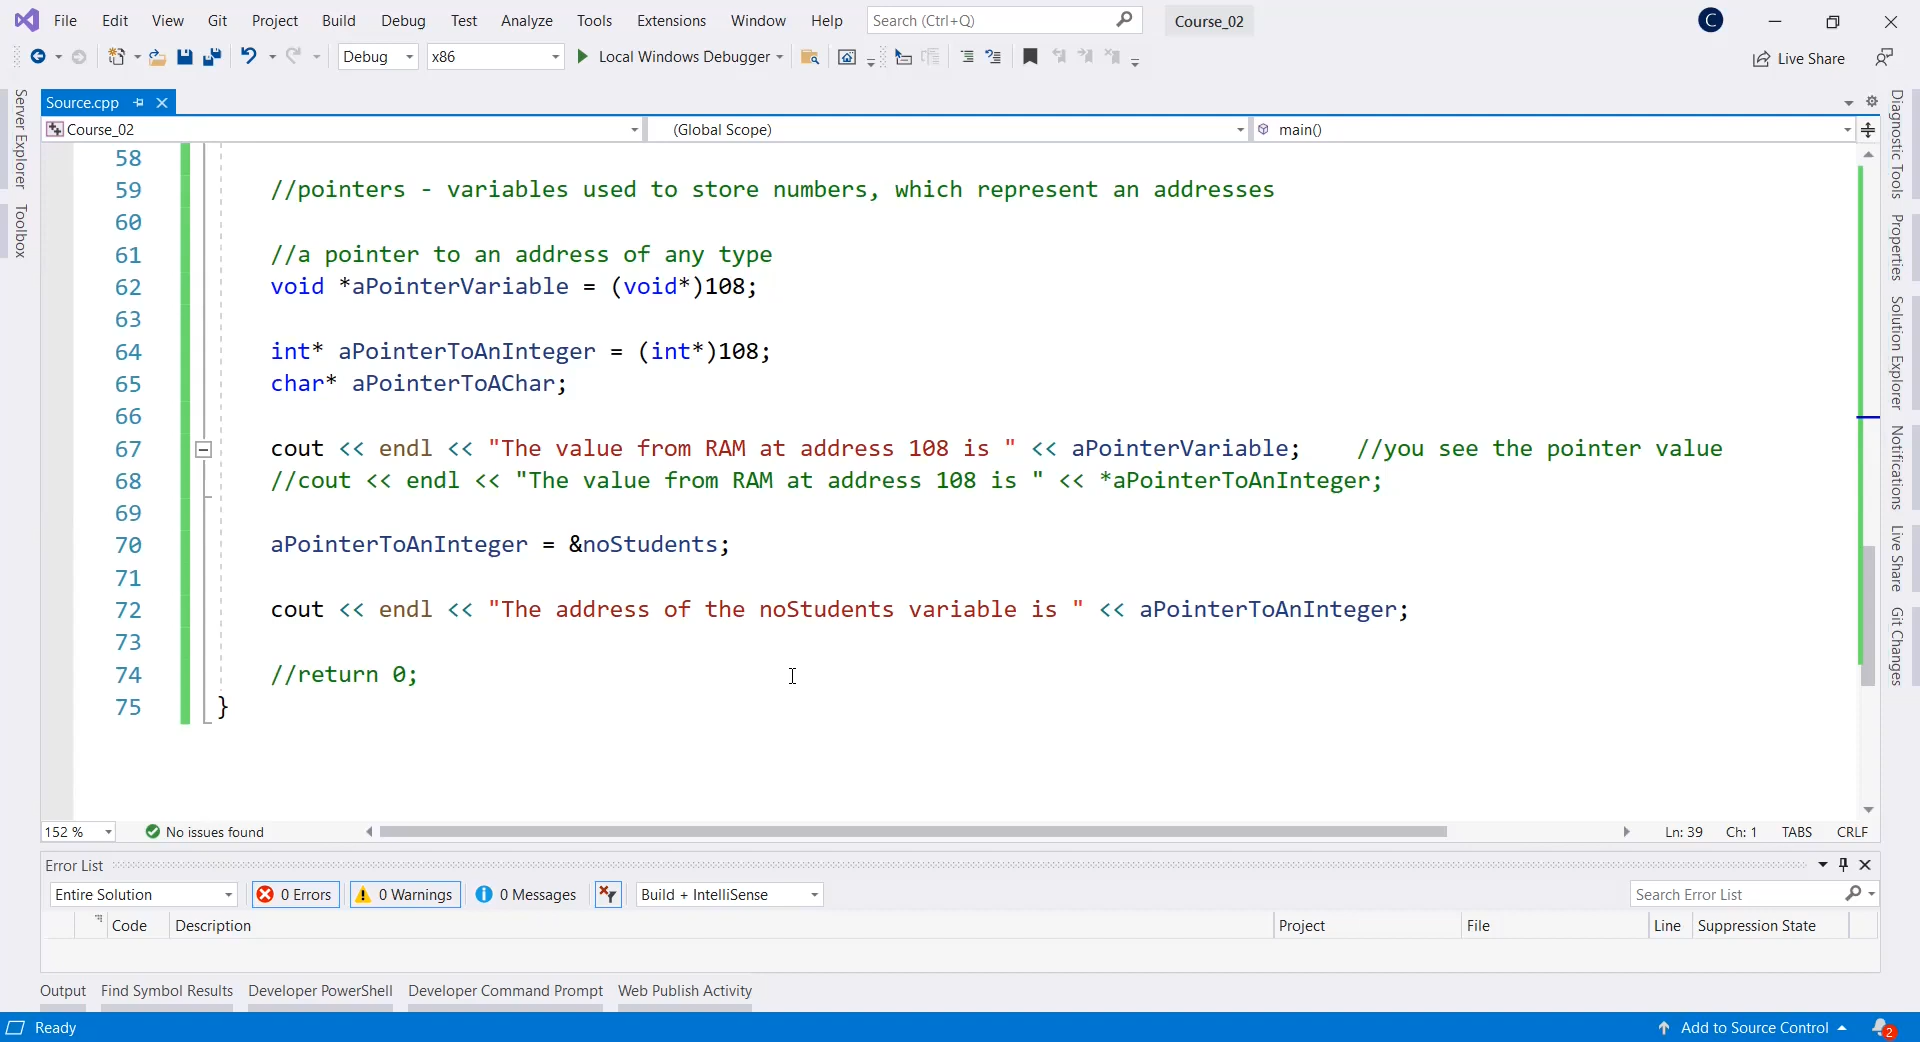 File Edit View Git Project Build Debug Test Analyze Tools Extensions Window Help Search (Ctrl+Q) Course_02 C
Debug x86 Local Windows Debugger Live Share
Source.cpp
Course_02 (Global Scope) main()
58
59 //pointers - variables used to store numbers, which represent an addresses
60
61 //a pointer to an address of any type
62 void *aPointerVariable = (void*)108;
63
64 int* aPointerToAnInteger = (int*)108;
65 char* aPointerToAChar;
66
67 cout << endl << "The value from RAM at address 108 is " << aPointerVariable; //you see the pointer value
68 //cout << endl << "The value from RAM at address 108 is " << *aPointerToAnInteger;
69
70 aPointerToAnInteger = &noStudents;
71
72 cout << endl << "The address of the noStudents variable is " << aPointerToAnInteger;
73
74 //return 0;
75 }
Server Explorer
Toolbox
Diagnostic Tools
Properties
Solution Explorer
Notifications
Live Share
Git Changes
152 % No issues found Ln: 39 Ch: 1 TABS CRLF
Error List
Entire Solution 0 Errors 0 Warnings 0 Messages Build + IntelliSense Search Error List
Code Description Project File Line Suppression State
Output Find Symbol Results Developer PowerShell Developer Command Prompt Web Publish Activity
Ready Add to Source Control 2